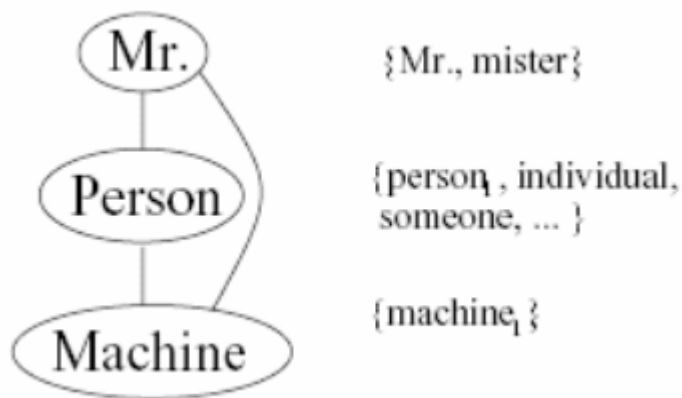 Mr.
{Mr., mister}
Person
{person₁, individual,
someone, ... }
Machine
{machine₁}